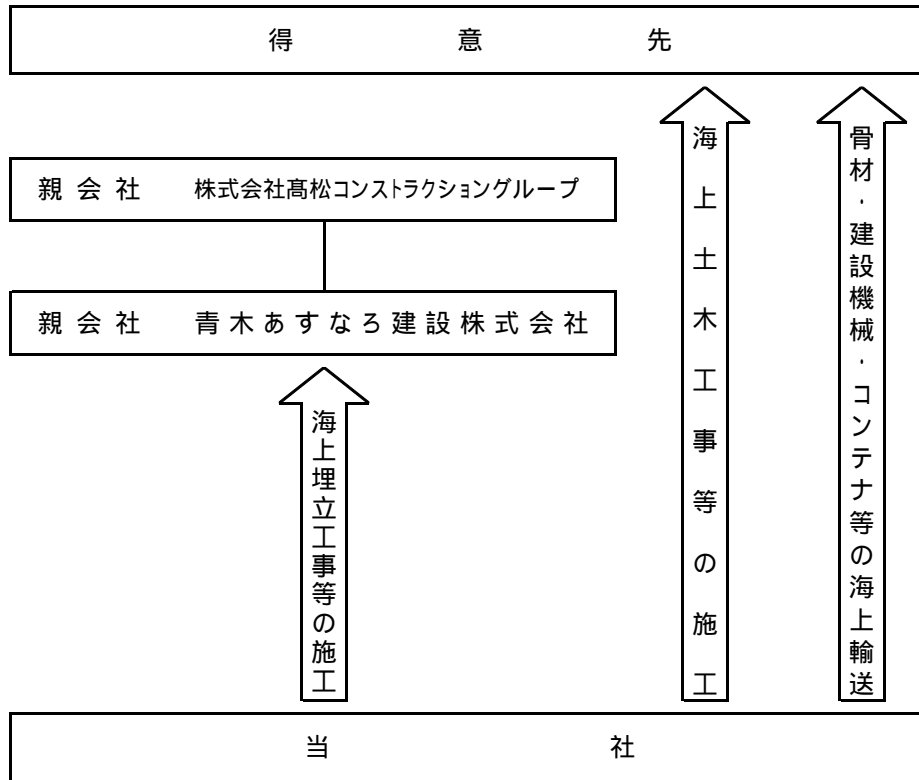 得意先
親会社 株式会社髙松コンストラクショングループ
親会社 青木あすなろ建設株式会社
海上埋立工事等の施工
海上土木工事等の施工
骨材・建設機械・コンテナ等の海上輸送
当社